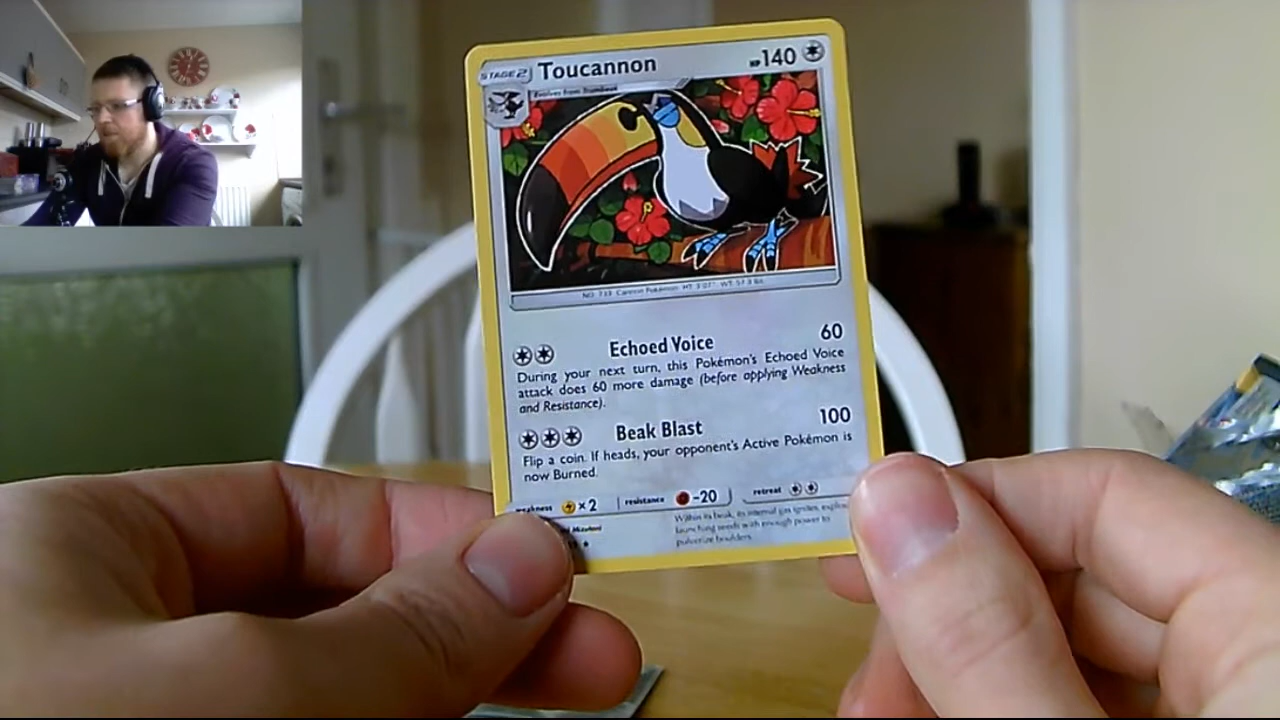 STAGE 2 Toucannon HP 140
Evolves from Trumbeak
NO. 733 Cannon Pokémon HT: 3'07" WT: 57.3 lbs
Echoed Voice 60
During your next turn, this Pokémon's Echoed Voice
attack does 60 more damage (before applying Weakness
and Resistance).
Beak Blast 100
Flip a coin. If heads, your opponent's Active Pokémon is
now Burned.
weakness ×2 resistance -20 retreat
Within its beak, its internal gas ignites,
launching seeds with enough power to
pulverize boulders.